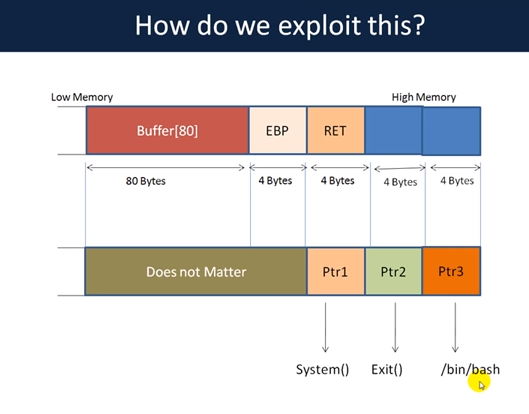 How do we exploit this?
Low Memory High Memory
Buffer[80] EBP RET
80 Bytes 4 Bytes 4 Bytes 4 Bytes 4 Bytes
Does not Matter Ptr1 Ptr2 Ptr3
System() Exit() /bin/bash